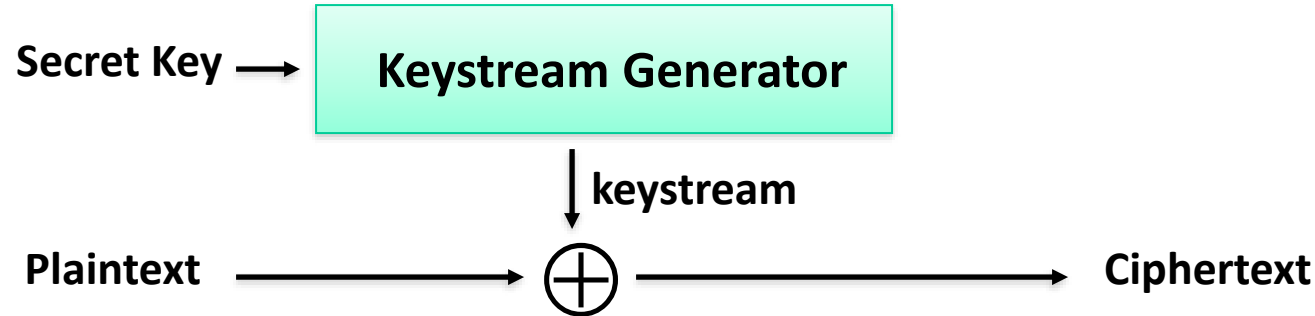 Secret Key
Keystream Generator
keystream
Plaintext
Ciphertext